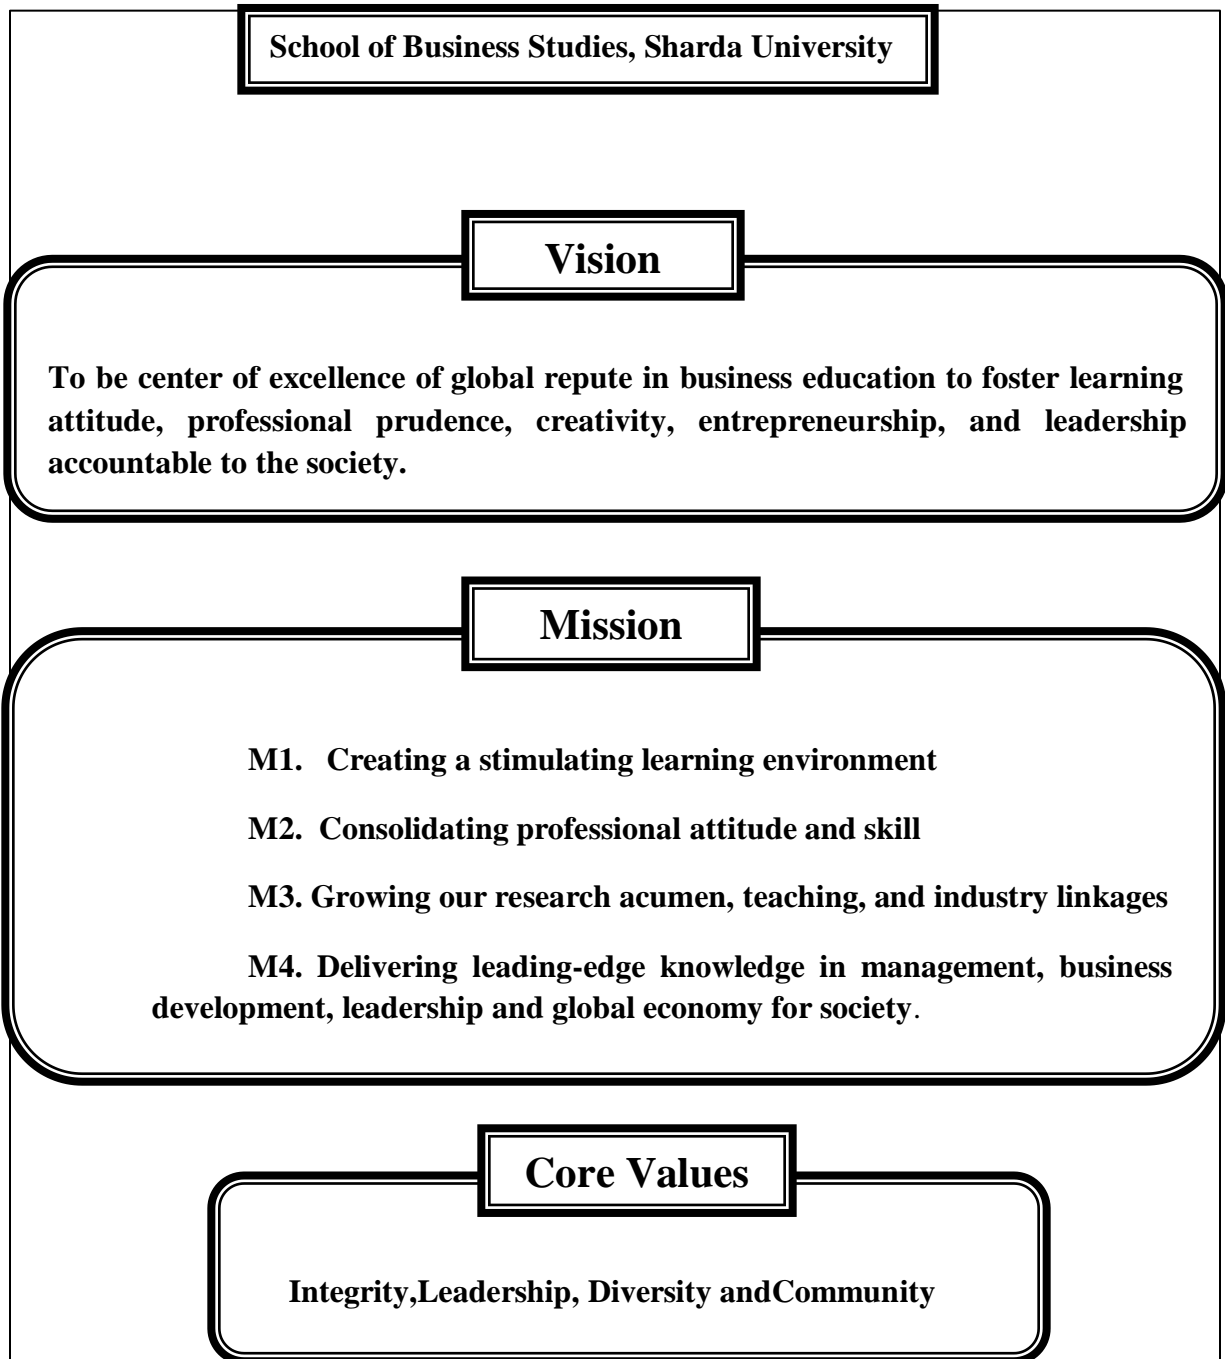 School of Business Studies, Sharda University
Vision
To be center of excellence of global repute in business education to foster learning
attitude, professional prudence, creativity, entrepreneurship, and leadership
accountable to the society.
Mission
M1. Creating a stimulating learning environment
M2. Consolidating professional attitude and skill
M3. Growing our research acumen, teaching, and industry linkages
M4. Delivering leading-edge knowledge in management, business
development, leadership and global economy for society.
Core Values
Integrity,Leadership, Diversity andCommunity